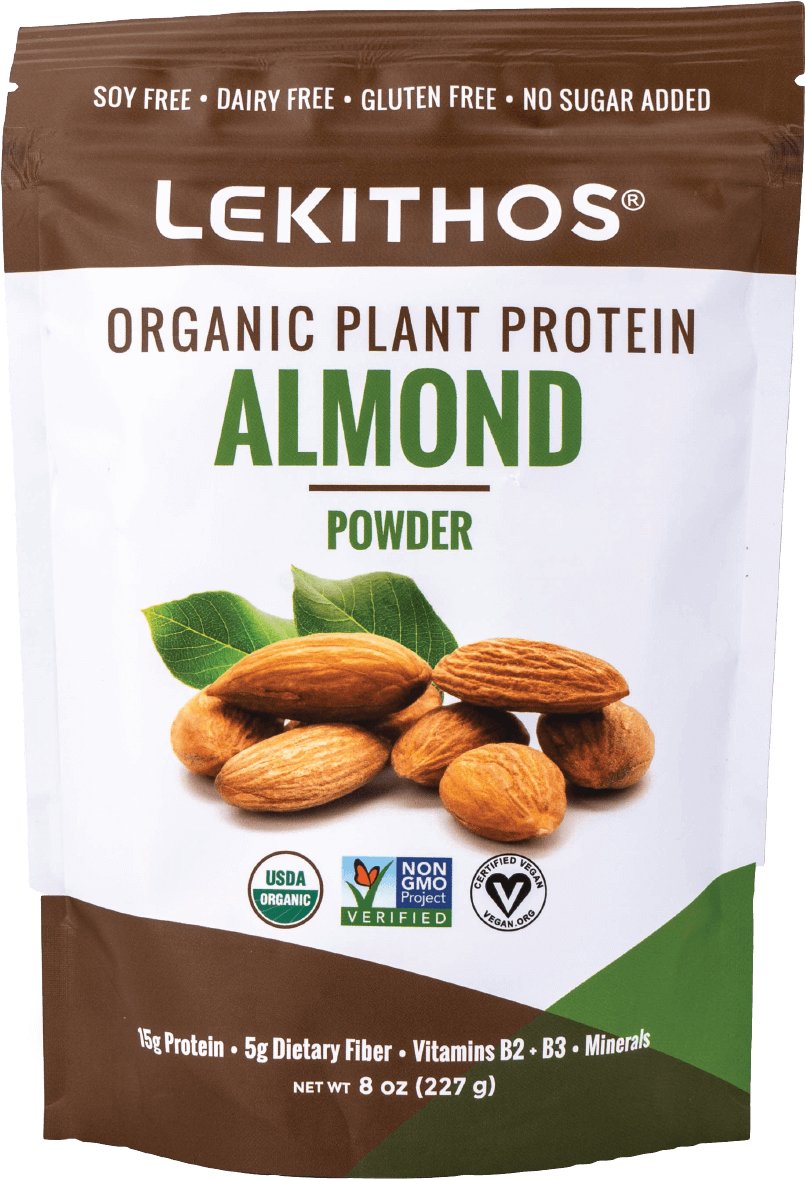 SOY FREE • DAIRY FREE • GLUTEN FREE • NO SUGAR ADDED
LEKITHOS®
ORGANIC PLANT PROTEIN
ALMOND
POWDER
USDA
ORGANIC
NON
GMO
Project
VERIFIED
CERTIFIED VEGAN
VEGAN.ORG
15g Protein • 5g Dietary Fiber • Vitamins B2 + B3 • Minerals
NET WT 8 oz (227 g)